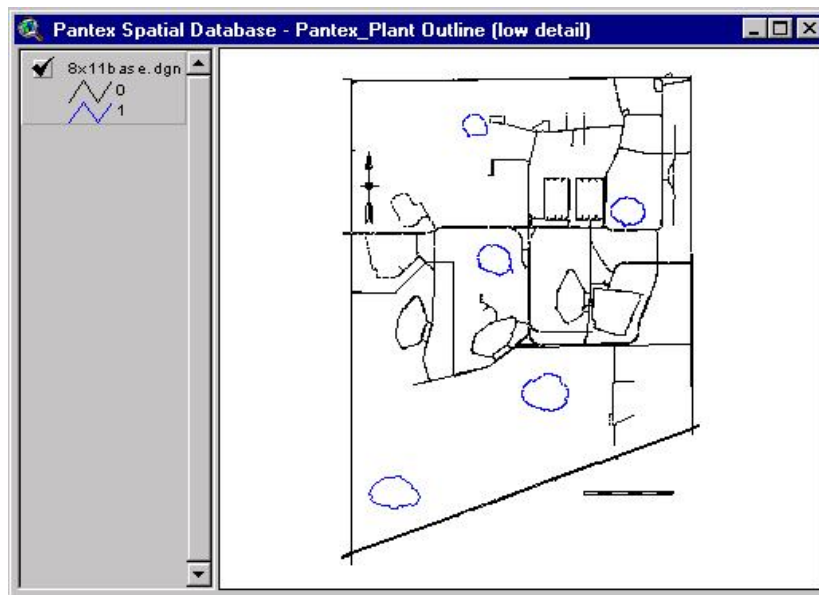 Pantex Spatial Database - Pantex_Plant Outline (low detail)
8x11base.dgn
0
1